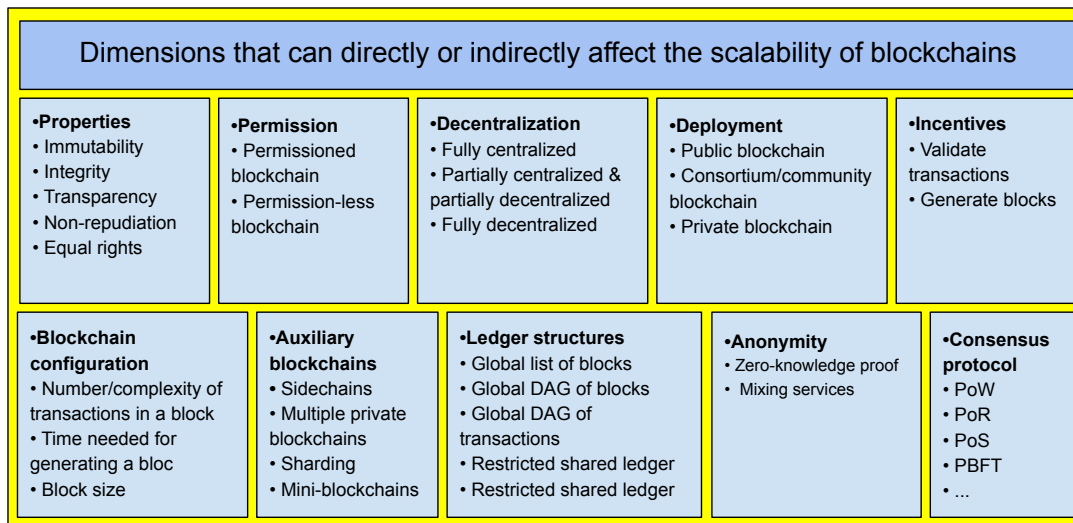 Dimensions that can directly or indirectly affect the scalability of blockchains
•Properties
• Immutability
• Integrity
• Transparency
• Non-repudiation
• Equal rights
•Permission
• Permissioned
blockchain
• Permission-less
blockchain
•Decentralization
• Fully centralized
• Partially centralized &
partially decentralized
• Fully decentralized
•Deployment
• Public blockchain
• Consortium/community
blockchain
• Private blockchain
•Incentives
• Validate
transactions
• Generate blocks
•Blockchain
configuration
• Number/complexity of
transactions in a block
• Time needed for
generating a bloc
• Block size
•Auxiliary
blockchains
• Sidechains
• Multiple private
blockchains
• Sharding
• Mini-blockchains
•Ledger structures
• Global list of blocks
• Global DAG of blocks
• Global DAG of
transactions
• Restricted shared ledger
• Restricted shared ledger
•Anonymity
• Zero-knowledge proof
• Mixing services
•Consensus
protocol
• PoW
• PoR
• PoS
• PBFT
• ...